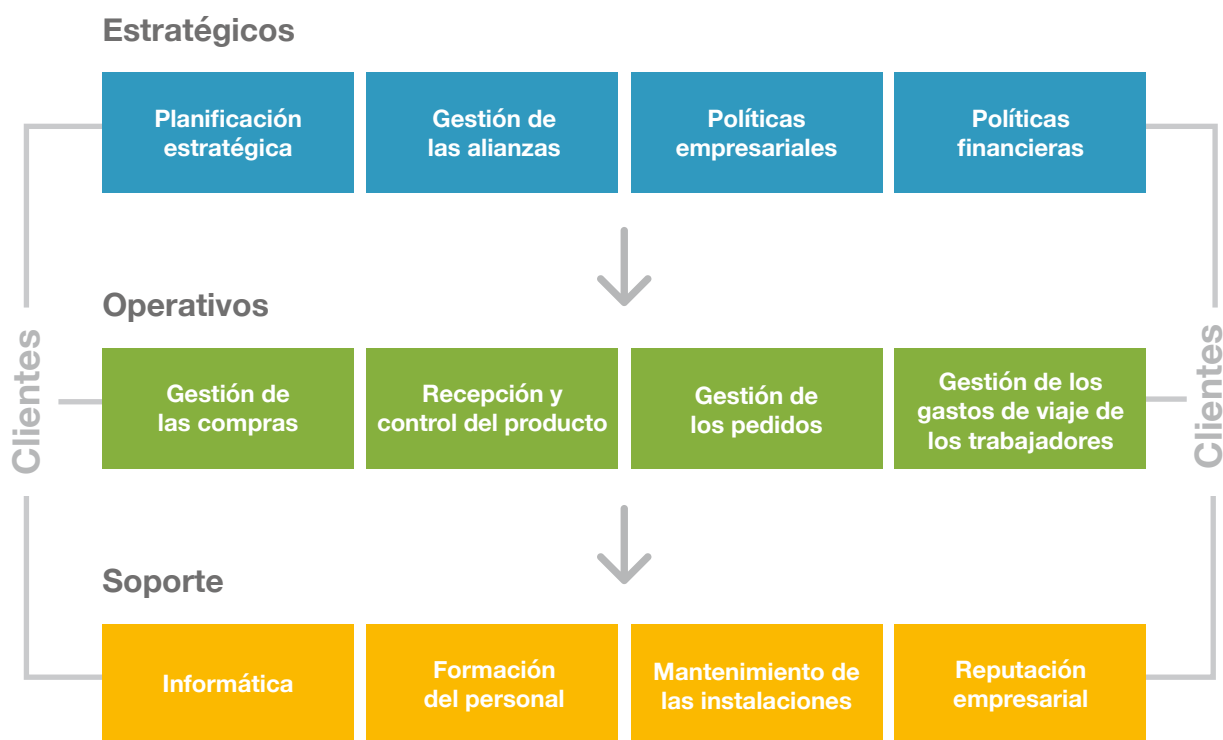 Estratégicos
Planificación
estratégica
Gestión de
las alianzas
Políticas
empresariales
Políticas
financieras
Operativos
Clientes
Gestión de
las compras
Recepción y
control del producto
Gestión de
los pedidos
Gestión de los
gastos de viaje de
los trabajadores
Clientes
Soporte
Informática
Formación
del personal
Mantenimiento de
las instalaciones
Reputación
empresarial